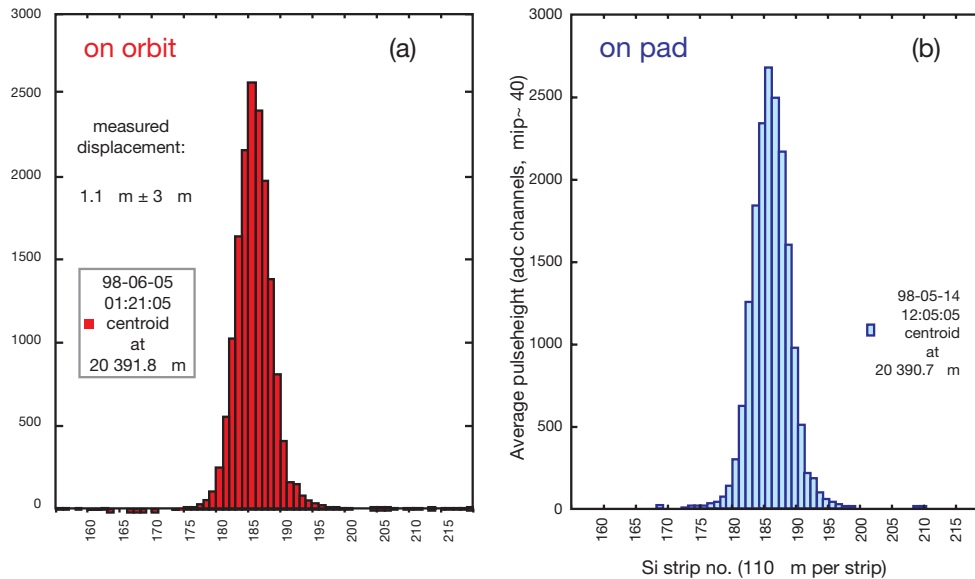 on orbit
(a)
measured
displacement:
1.1 m ± 3 m
98-06-05
01:21:05
centroid
at
20 391.8 m
3000
2500
2000
1500
1000
500
0
160
165
170
175
180
185
190
195
200
205
210
215
on pad
(b)
98-05-14
12:05:05
centroid
at
20 390.7 m
Average pulseheight (adc channels, mip~ 40)
3000
2500
2000
1500
1000
500
0
160
165
170
175
180
185
190
195
200
205
210
215
Si strip no. (110 m per strip)